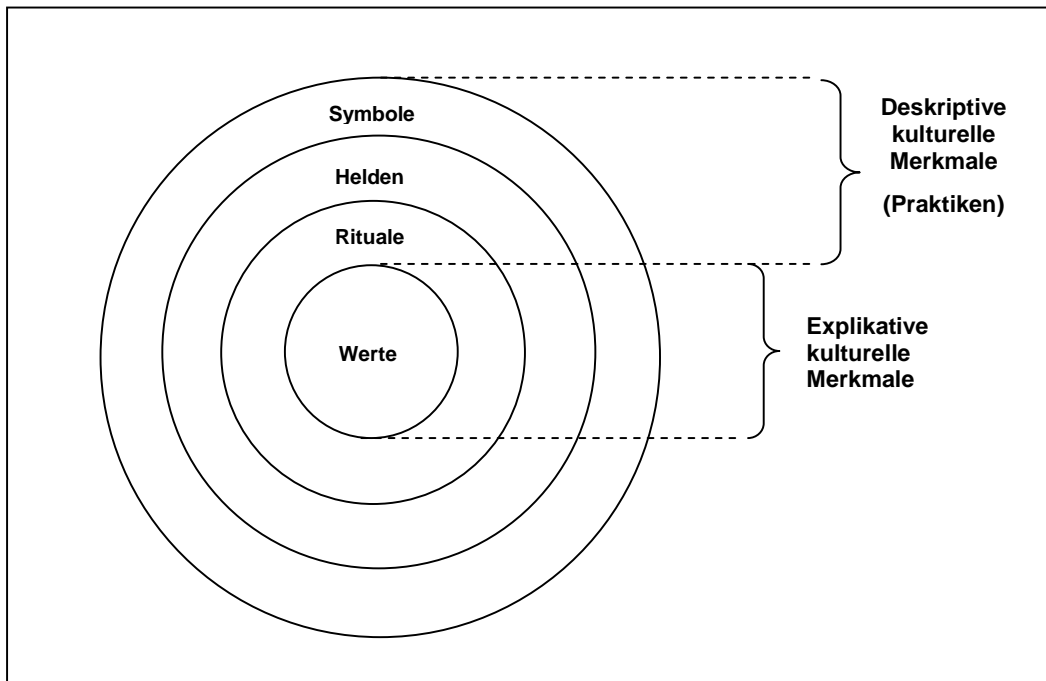 Symbole
Helden
Rituale
Werte
Deskriptive
kulturelle
Merkmale
(Praktiken)
Explikative
kulturelle
Merkmale